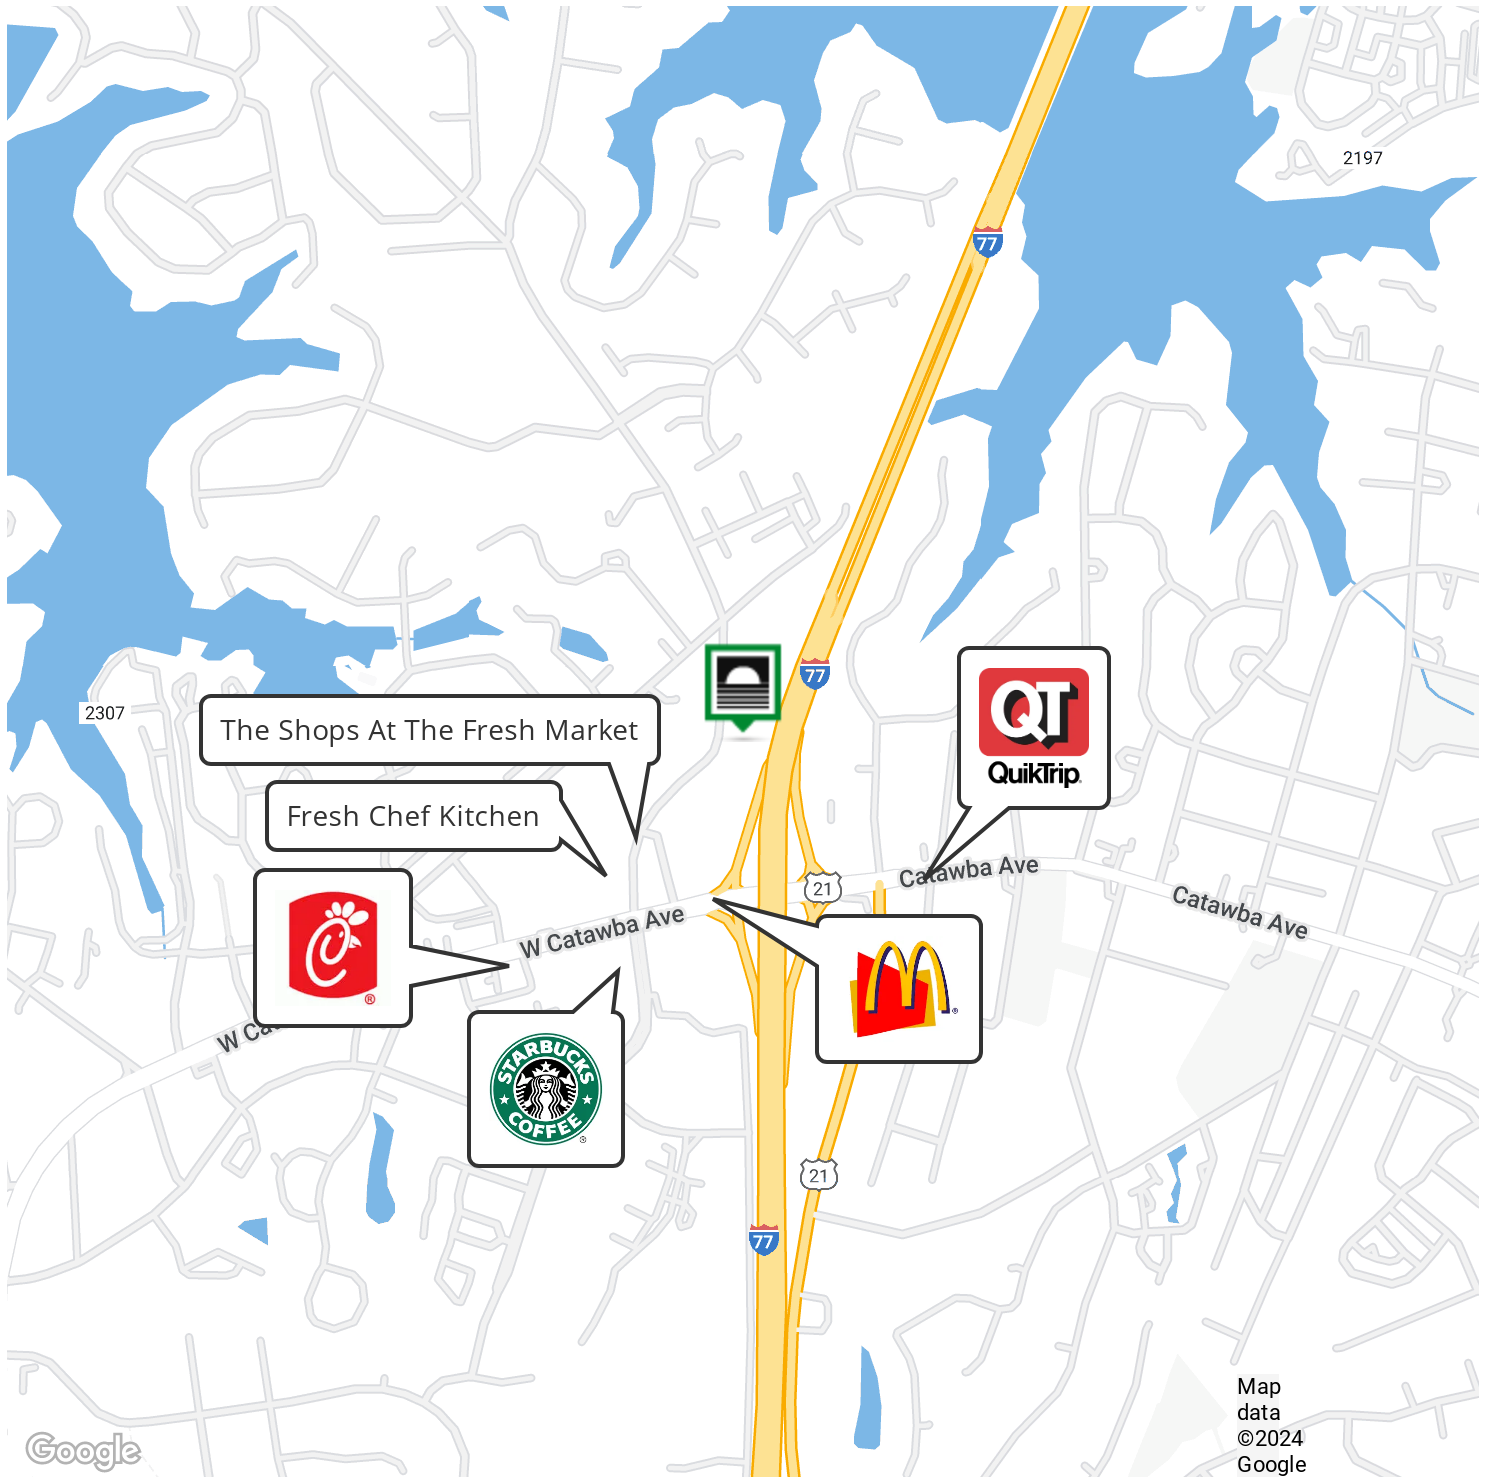 2197
77
77
2307
The Shops At The Fresh Market
QT
QuikTrip
Fresh Chef Kitchen
Catawba Ave
21
Catawba Ave
W Catawba Ave
®
W Ca
STARBUCKS
COFFEE
®
®
21
77
Map
data
©2024
Google
Google